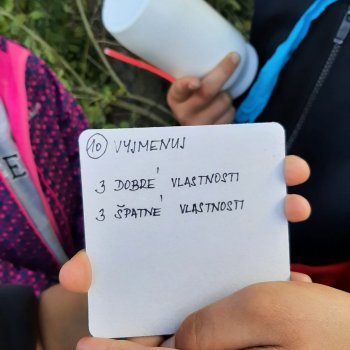 10 VYJMENUJ
3 DOBRÉ VLASTNOSTI
3 ŠPATNÉ VLASTNOSTI
E